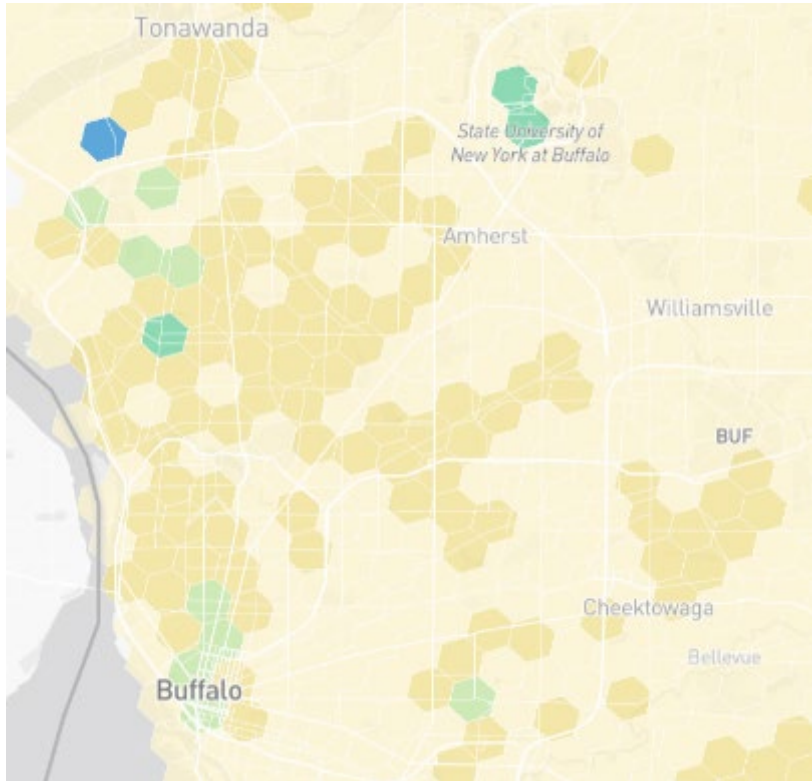 Tonawanda
State University of
New York at Buffalo
Amherst
Williamsville
BUF
Cheektowaga
Bellevue
Buffalo